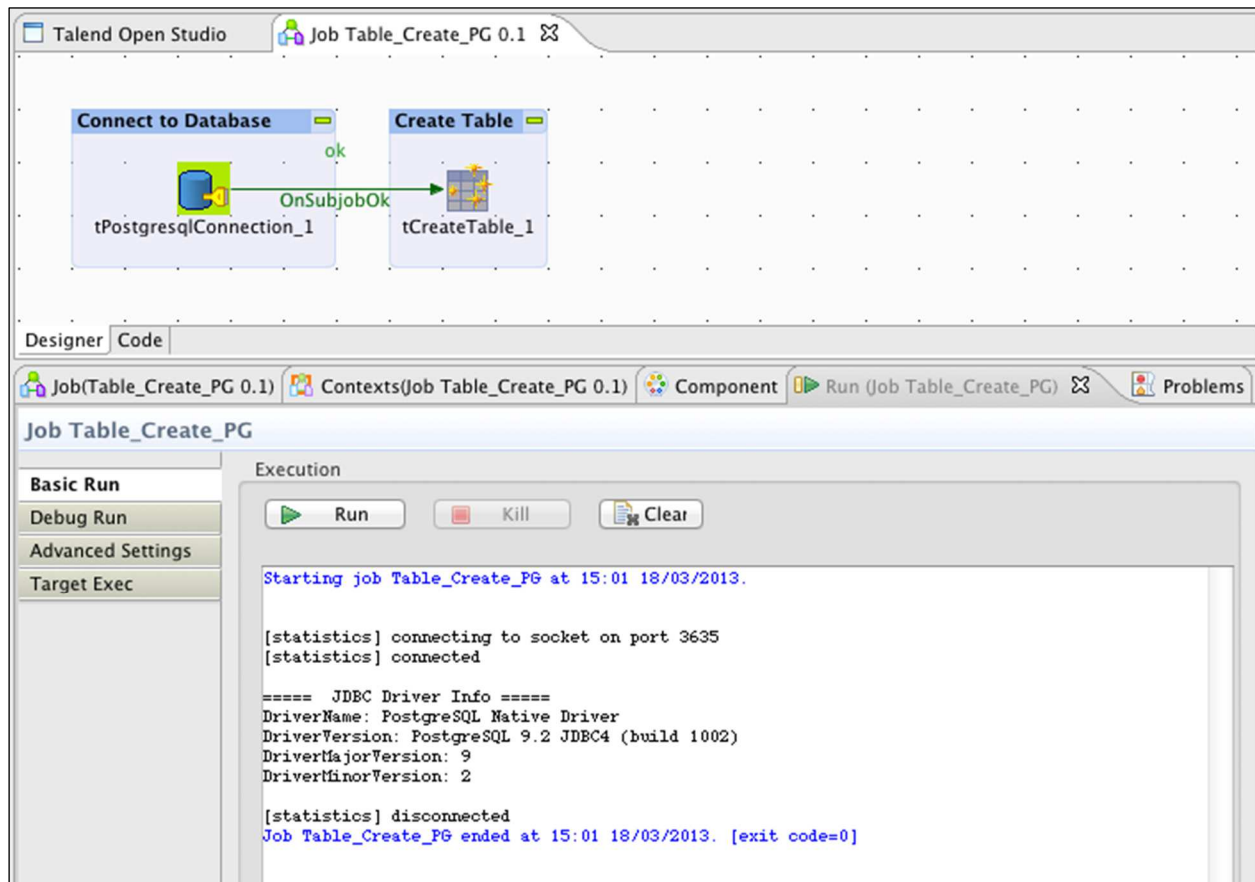 Talend Open Studio
Job Table_Create_PG 0.1
Connect to Database
Create Table
ok
OnSubjobOk
tPostgresqlConnection_1
tCreateTable_1
Designer
Code
Job(Table_Create_PG 0.1)
Contexts(Job Table_Create_PG 0.1)
Component
Run (Job Table_Create_PG)
Problems
Job Table_Create_PG
Basic Run
Debug Run
Advanced Settings
Target Exec
Execution
Run
Kill
Clear
Starting job Table_Create_PG at 15:01 18/03/2013.
[statistics] connecting to socket on port 3635
[statistics] connected
===== JDBC Driver Info =====
DriverName: PostgreSQL Native Driver
DriverVersion: PostgreSQL 9.2 JDBC4 (build 1002)
DriverMajorVersion: 9
DriverMinorVersion: 2
[statistics] disconnected
Job Table_Create_PG ended at 15:01 18/03/2013. [exit code=0]